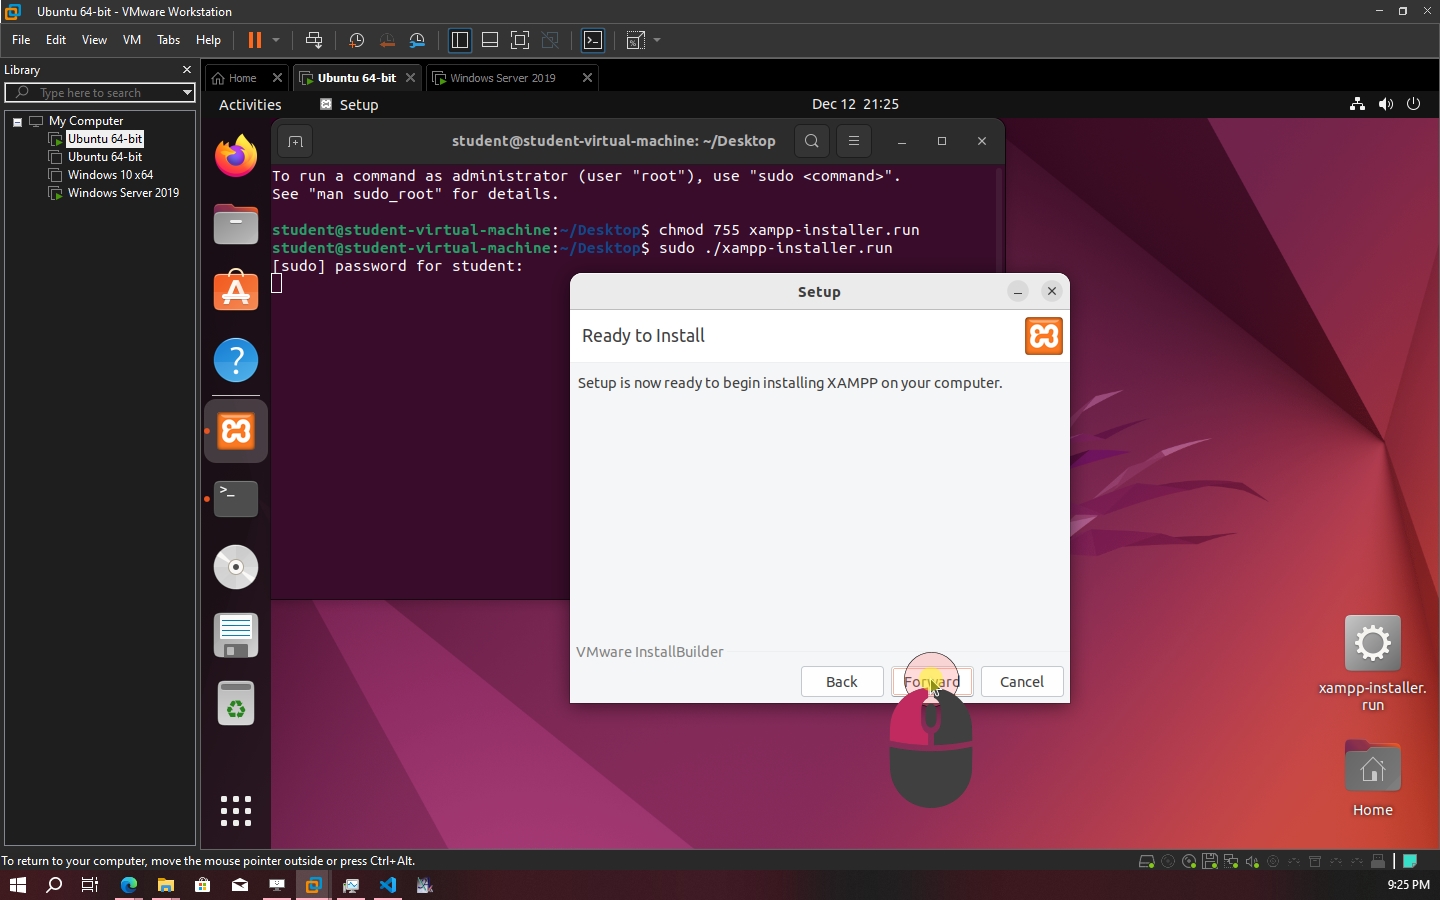 Ubuntu 64-bit - VMware Workstation
File Edit View VM Tabs Help
Library
Type here to search
My Computer
Ubuntu 64-bit
Ubuntu 64-bit
Windows 10 x64
Windows Server 2019
Home
Ubuntu 64-bit
Windows Server 2019
Activities
Setup
Dec 12 21:25
student@student-virtual-machine: ~/Desktop
To run a command as administrator (user "root"), use "sudo <command>".
See "man sudo_root" for details.
student@student-virtual-machine:~/Desktop$ chmod 755 xampp-installer.run
student@student-virtual-machine:~/Desktop$ sudo ./xampp-installer.run
[sudo] password for student:
Setup
Ready to Install
Setup is now ready to begin installing XAMPP on your computer.
VMware InstallBuilder
Back
Forward
Cancel
xampp-installer.
run
Home
To return to your computer, move the mouse pointer outside or press Ctrl+Alt.
9:25 PM